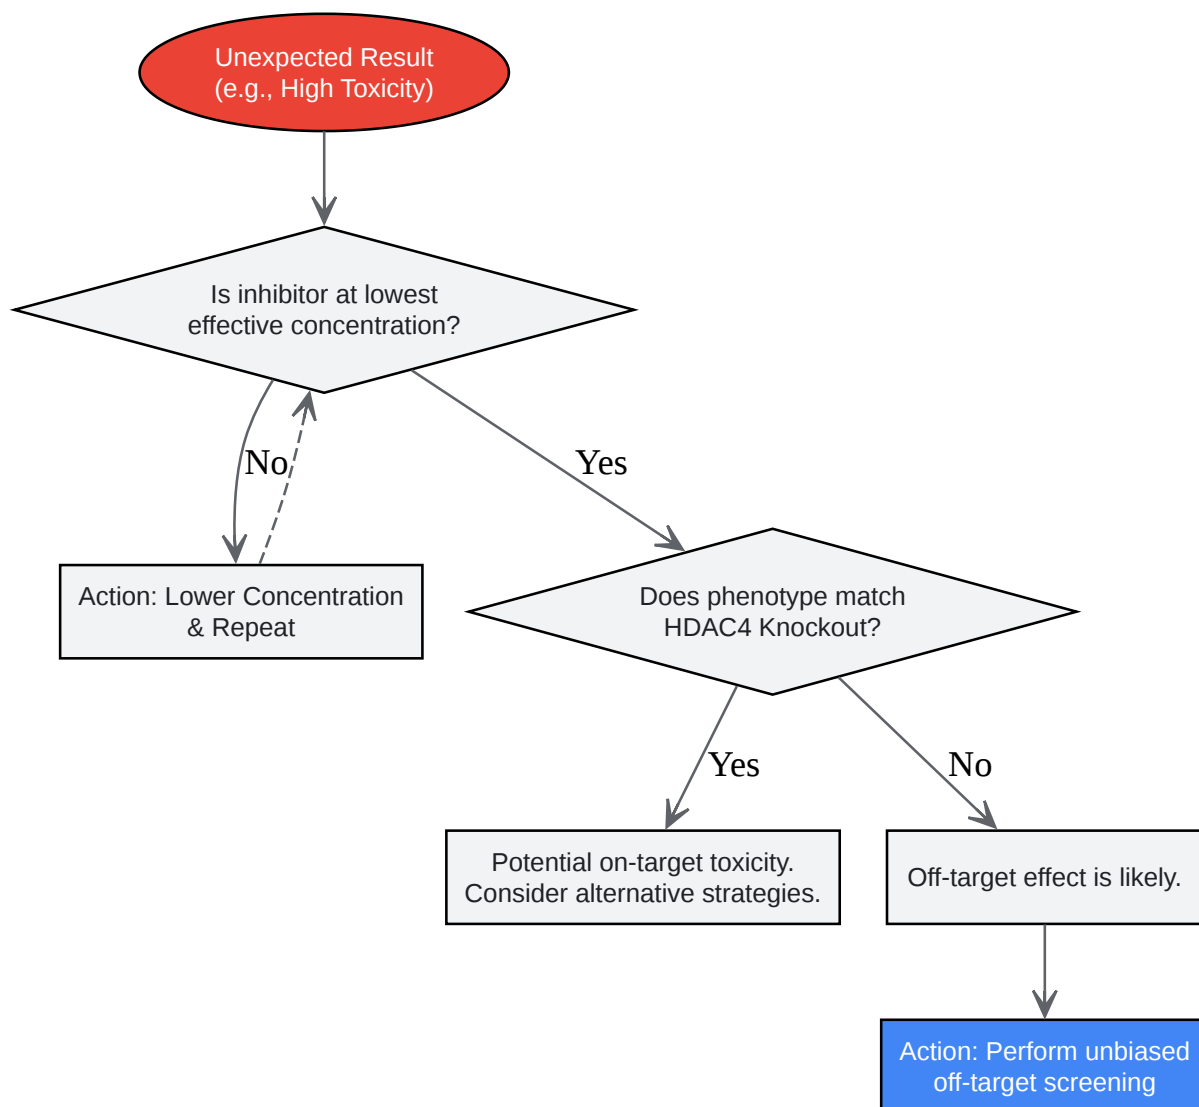 Unexpected Result
(e.g., High Toxicity)
Is inhibitor at lowest
effective concentration?
No
Yes
Action: Lower Concentration
& Repeat
Does phenotype match
HDAC4 Knockout?
Yes
No
Potential on-target toxicity.
Consider alternative strategies.
Off-target effect is likely.
Action: Perform unbiased
off-target screening